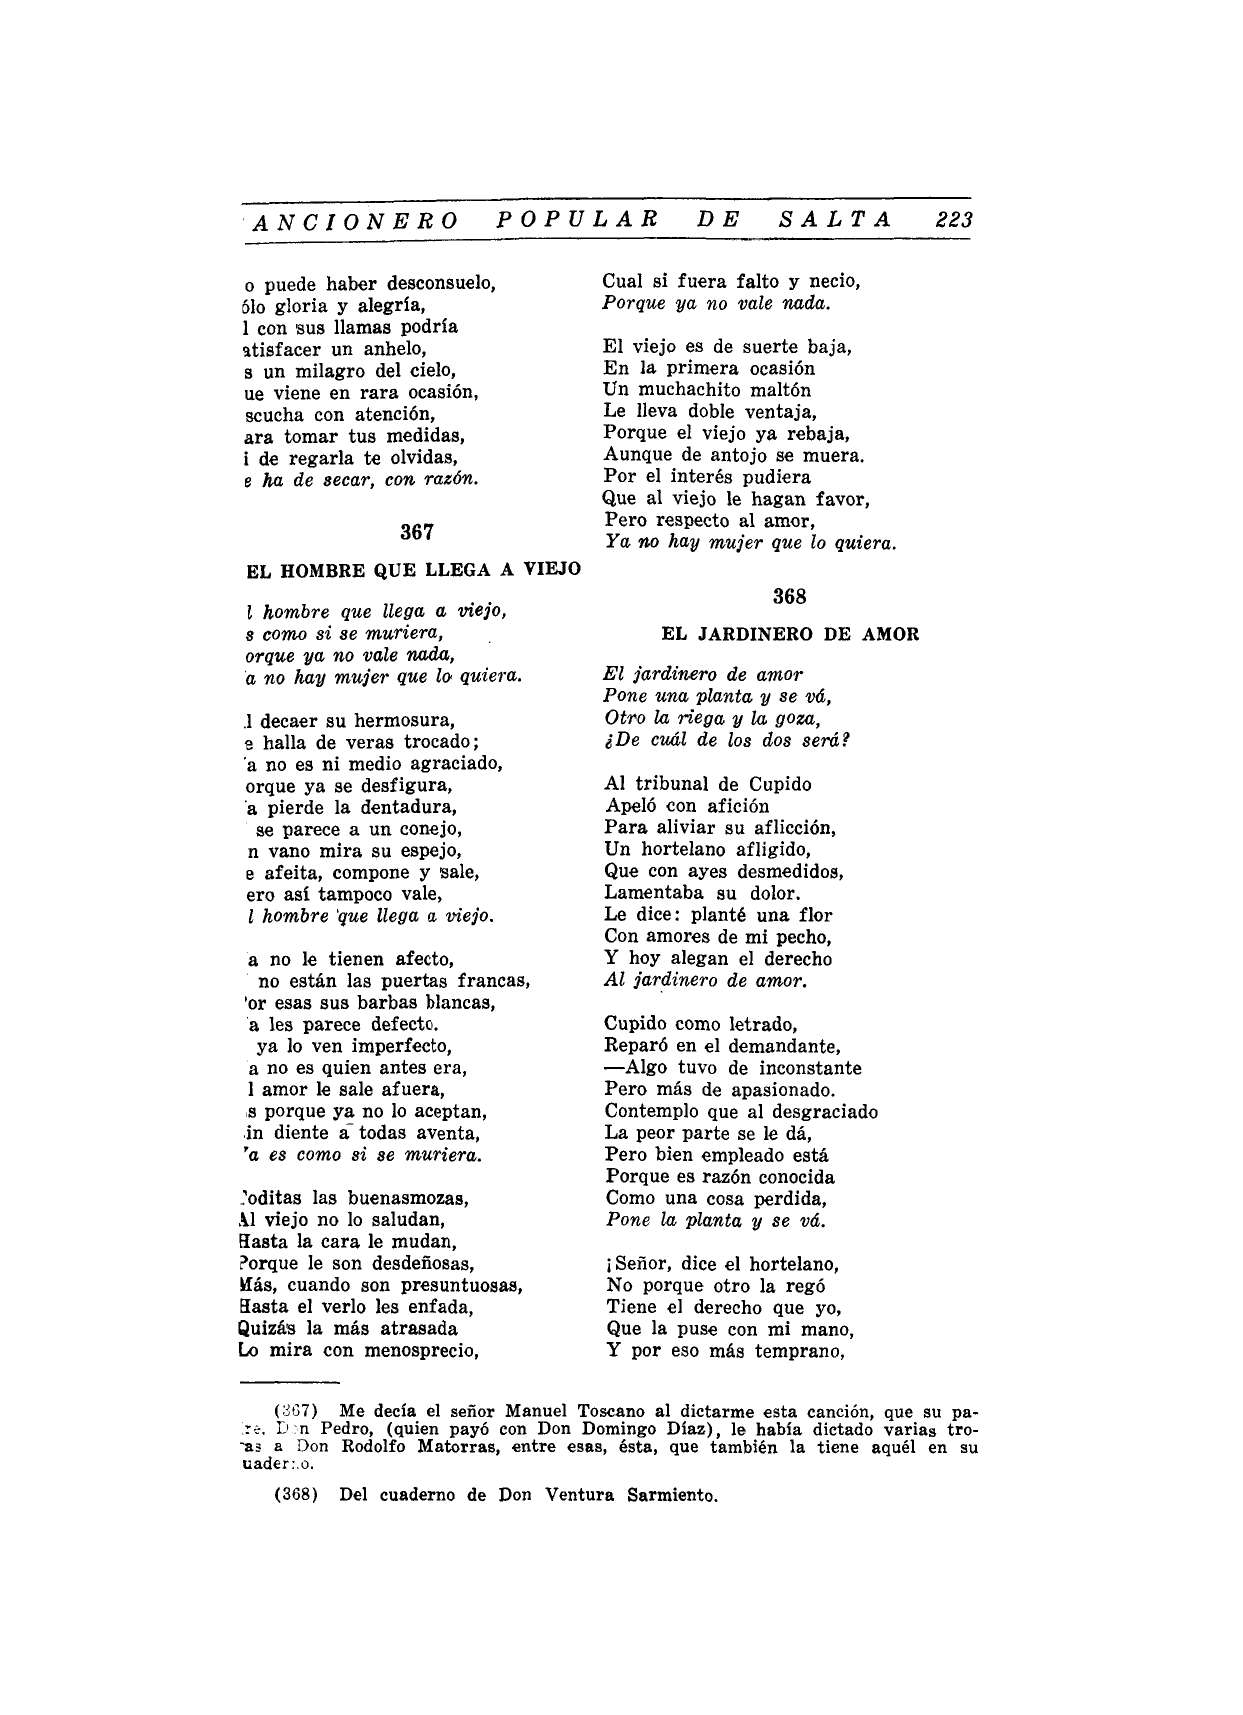 ANCIONERO POPULAR DE SALTA 223
o puede haber desconsuelo,
ólo gloria y alegría,
l con sus llamas podría
atisfacer un anhelo,
s un milagro del cielo,
ue viene en rara ocasión,
scucha con atención,
ara tomar tus medidas,
i de regarla te olvidas,
e ha de secar, con razón.
367
EL HOMBRE QUE LLEGA A VIEJO
l hombre que llega a viejo,
s como si se muriera,
orque ya no vale nada,
a no hay mujer que lo quiera.
l decaer su hermosura,
e halla de veras trocado;
a no es ni medio agraciado,
orque ya se desfigura,
a pierde la dentadura,
se parece a un conejo,
n vano mira su espejo,
e afeita, compone y sale,
ero así tampoco vale,
l hombre que llega a viejo.
a no le tienen afecto,
no están las puertas francas,
or esas sus barbas blancas,
a les parece defecto.
ya lo ven imperfecto,
a no es quien antes era,
l amor le sale afuera,
s porque ya no lo aceptan,
in diente a todas aventa,
a es como si se muriera.
oditas las buenasmozas,
Al viejo no lo saludan,
Hasta la cara le mudan,
Porque le son desdeñosas,
Más, cuando son presuntuosas,
Hasta el verlo les enfada,
Quizás la más atrasada
Lo mira con menosprecio,
Cual si fuera falto y necio,
Porque ya no vale nada.
El viejo es de suerte baja,
En la primera ocasión
Un muchachito maltón
Le lleva doble ventaja,
Porque el viejo ya rebaja,
Aunque de antojo se muera.
Por el interés pudiera
Que al viejo le hagan favor,
Pero respecto al amor,
Ya no hay mujer que lo quiera.
368
EL JARDINERO DE AMOR
El jardinero de amor
Pone una planta y se vá,
Otro la riega y la goza,
¿De cuál de los dos será?
Al tribunal de Cupido
Apeló con afición
Para aliviar su aflicción,
Un hortelano afligido,
Que con ayes desmedidos,
Lamentaba su dolor.
Le dice: planté una flor
Con amores de mi pecho,
Y hoy alegan el derecho
Al jardinero de amor.
Cupido como letrado,
Reparó en el demandante,
—Algo tuvo de inconstante
Pero más de apasionado.
Contemplo que al desgraciado
La peor parte se le dá,
Pero bien empleado está
Porque es razón conocida
Como una cosa perdida,
Pone la planta y se vá.
¡Señor, dice el hortelano,
No porque otro la regó
Tiene el derecho que yo,
Que la puse con mi mano,
Y por eso más temprano,
(367) Me decía el señor Manuel Toscano al dictarme esta canción, que su pa-
re, Don Pedro, (quien payó con Don Domingo Díaz), le había dictado varias tro-
as a Don Rodolfo Matorras, entre esas, ésta, que también la tiene aquél en su
uaderno.
(368) Del cuaderno de Don Ventura Sarmiento.